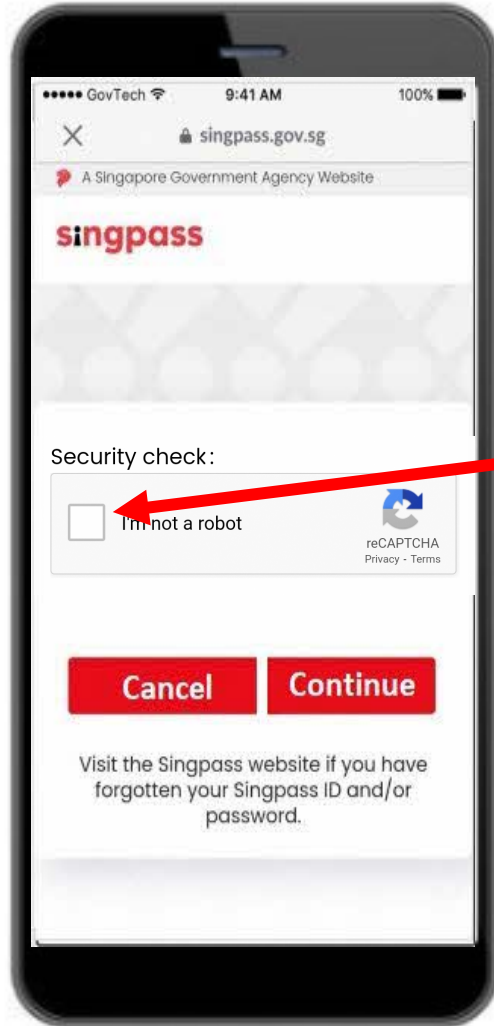 GovTech 9:41 AM 100%
singpass.gov.sg
A Singapore Government Agency Website
singpass
Security check:
I'm not a robot
reCAPTCHA
Privacy - Terms
Cancel Continue
Visit the Singpass website if you have
forgotten your Singpass ID and/or
password.